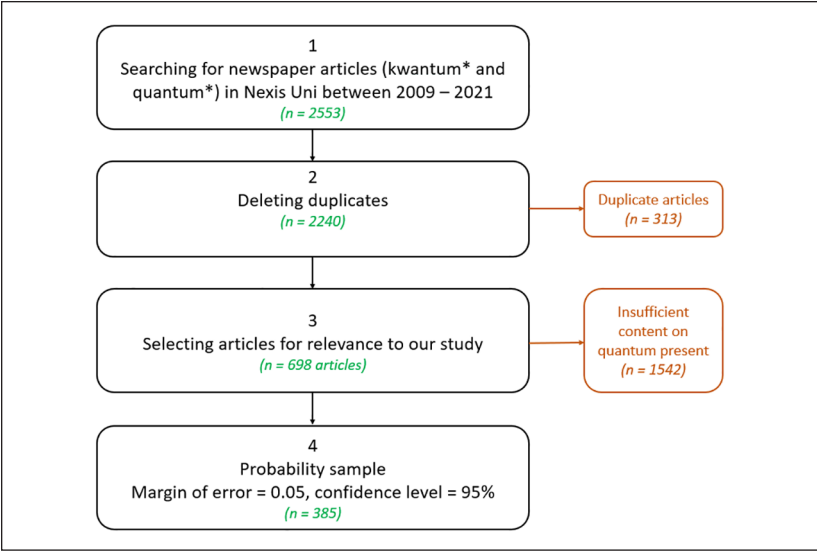 1
Searching for newspaper articles (kwantum* and
quantum*) in Nexis Uni between 2009 – 2021
(n = 2553)
2
Deleting duplicates
(n = 2240)
Duplicate articles
(n = 313)
3
Selecting articles for relevance to our study
(n = 698 articles)
Insufficient
content on
quantum present
(n = 1542)
4
Probability sample
Margin of error = 0.05, confidence level = 95%
(n = 385)